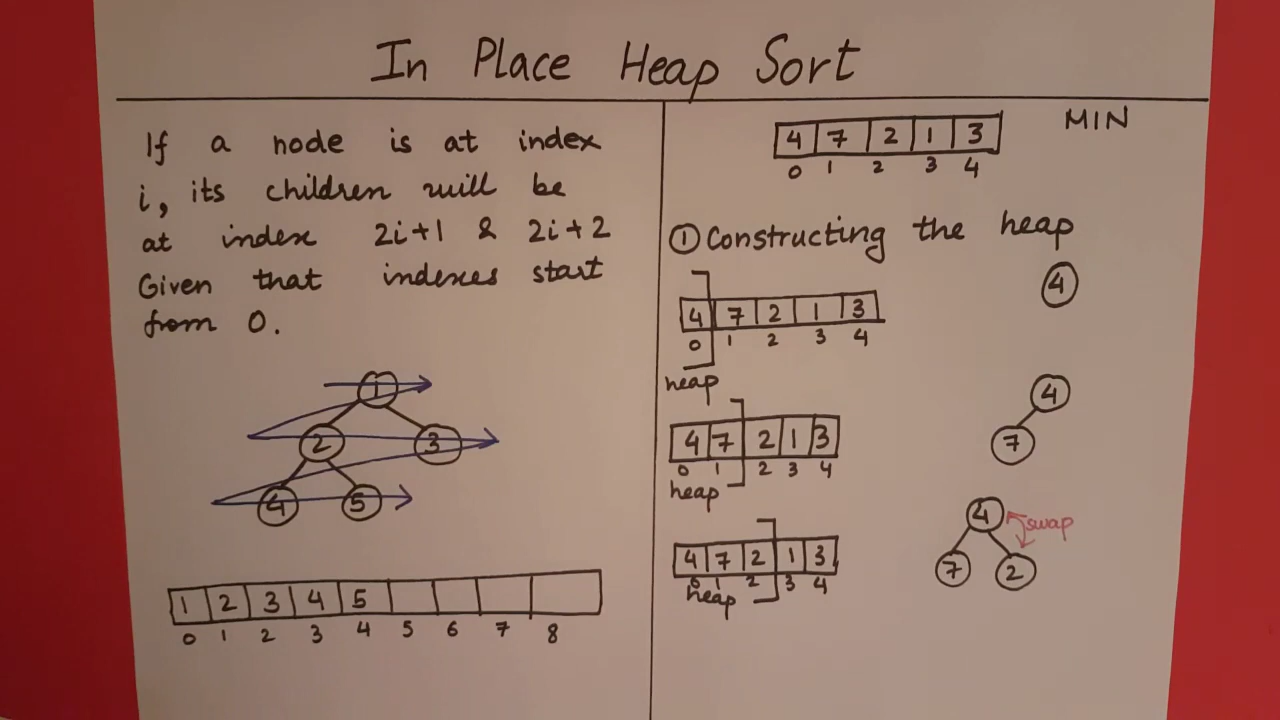 In Place Heap Sort
If a node is at index
i, its children will be
at index 2i+1 & 2i+2
Given that indexes start
from 0.
1
2 3
4 5
1 2 3 4 5
0 1 2 3 4 5 6 7 8
4 7 2 1 3
0 1 2 3 4
MIN
① Constructing the heap
4 7 2 1 3
0 1 2 3 4
heap
4
4 7 2 1 3
0 1 2 3 4
heap
4
7
4 7 2 1 3
0 1 2 3 4
heap
4
swap
7 2